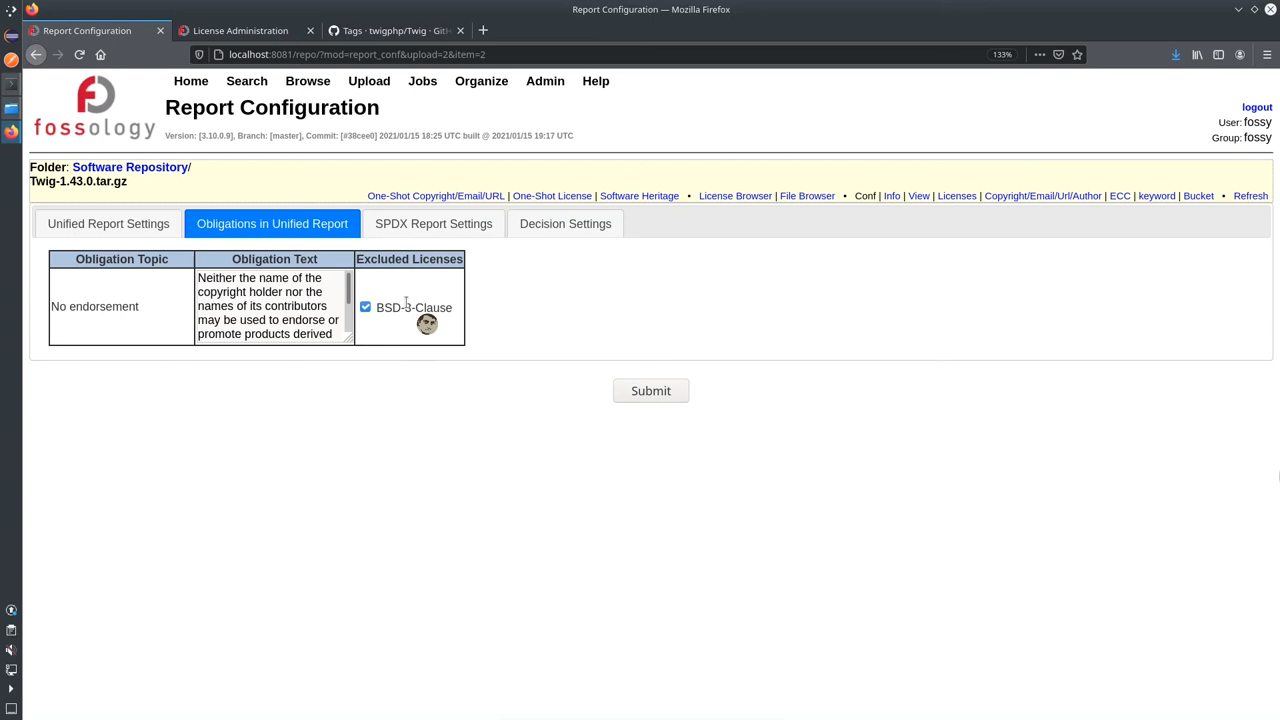 Report Configuration — Mozilla Firefox
Report Configuration
License Administration
Tags · twigphp/Twig · GitH
localhost:8081/repo/?mod=report_conf&upload=2&item=2
133%
Home Search Browse Upload Jobs Organize Admin Help
fossology
Report Configuration
Version: [3.10.0.9], Branch: [master], Commit: [#38cee0] 2021/01/15 18:25 UTC built @ 2021/01/15 19:17 UTC
logout
User: fossy
Group: fossy
Folder: Software Repository/
Twig-1.43.0.tar.gz
One-Shot Copyright/Email/URL | One-Shot License | Software Heritage • License Browser | File Browser • Conf | Info | View | Licenses | Copyright/Email/Url/Author | ECC | keyword | Bucket • Refresh
Unified Report Settings
Obligations in Unified Report
SPDX Report Settings
Decision Settings
Obligation Topic
Obligation Text
Excluded Licenses
No endorsement
Neither the name of the
copyright holder nor the
names of its contributors
may be used to endorse or
promote products derived
BSD-3-Clause
Submit